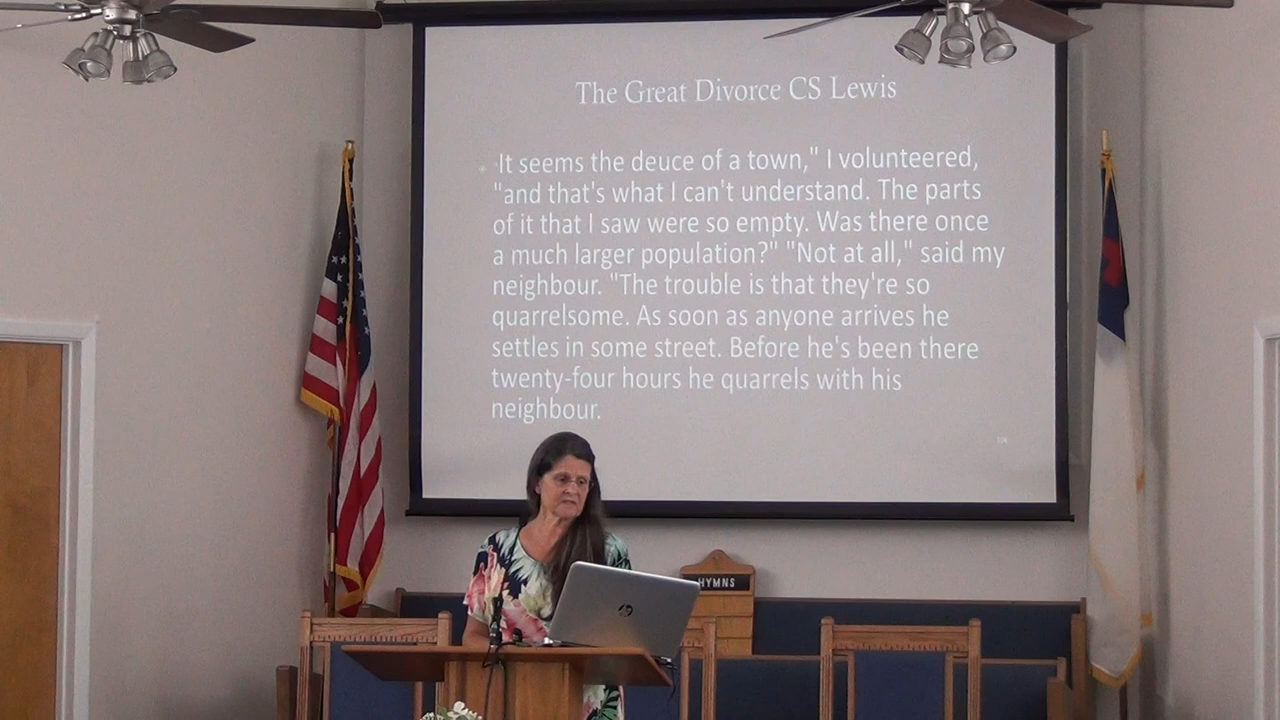 The Great Divorce CS Lewis
It seems the deuce of a town," I volunteered,
"and that's what I can't understand. The parts
of it that I saw were so empty. Was there once
a much larger population?" "Not at all," said my
neighbour. "The trouble is that they're so
quarrelsome. As soon as anyone arrives he
settles in some street. Before he's been there
twenty-four hours he quarrels with his
neighbour.
HYMNS
hp